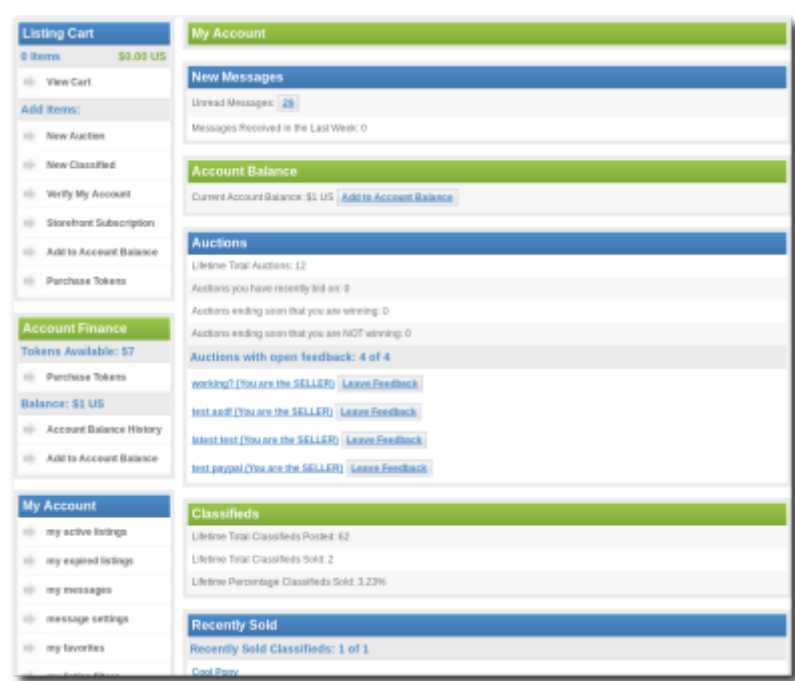 Listing Cart
0 Items $0.00 US
View Cart
Add Items:
New Auction
New Classified
Verify My Account
Storefront Subscription
Add to Account Balance
Purchase Tokens
Account Finance
Tokens Available: 57
Purchase Tokens
Balance: $1 US
Account Balance History
Add to Account Balance
My Account
my active listings
my expired listings
my messages
message settings
my favorites
My Account
New Messages
Unread Messages:
Messages Received in the Last Week: 0
Account Balance
Current Account Balance: $1 US Add to Account Balance
Auctions
Lifetime Total Auctions: 12
Auctions you have recently bid on: 0
Auctions ending soon that you are winning: 0
Auctions ending soon that you are NOT winning: 0
Auctions with open feedback: 4 of 4
working? (You are the SELLER) Leave Feedback
test asdf (You are the SELLER) Leave Feedback
latest test (You are the SELLER) Leave Feedback
test paypal (You are the SELLER) Leave Feedback
Classifieds
Lifetime Total Classifieds Posted: 62
Lifetime Total Classifieds Sold: 2
Lifetime Percentage Classifieds Sold: 3.23%
Recently Sold
Recently Sold Classifieds: 1 of 1
Cool Pony